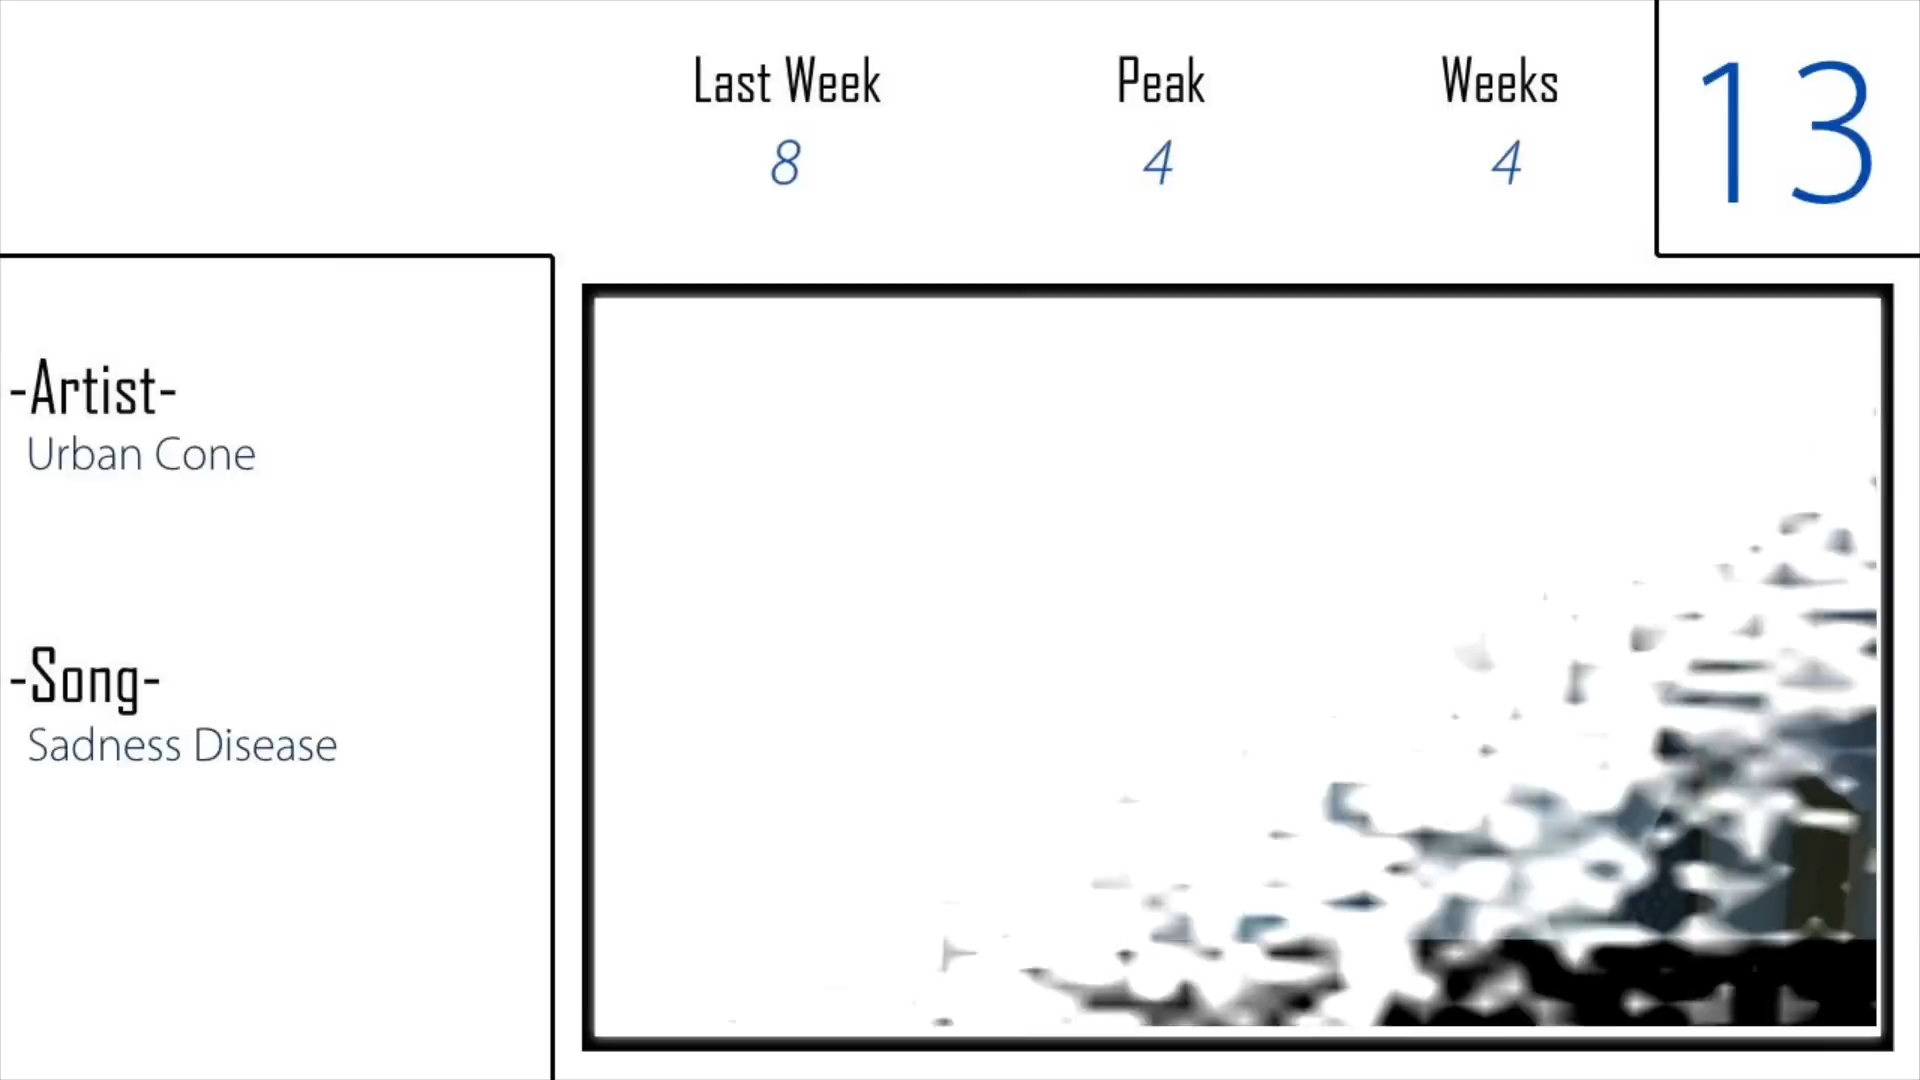 Last Week Peak Weeks
8 4 4
13
-Artist-
Urban Cone
-Song-
Sadness Disease